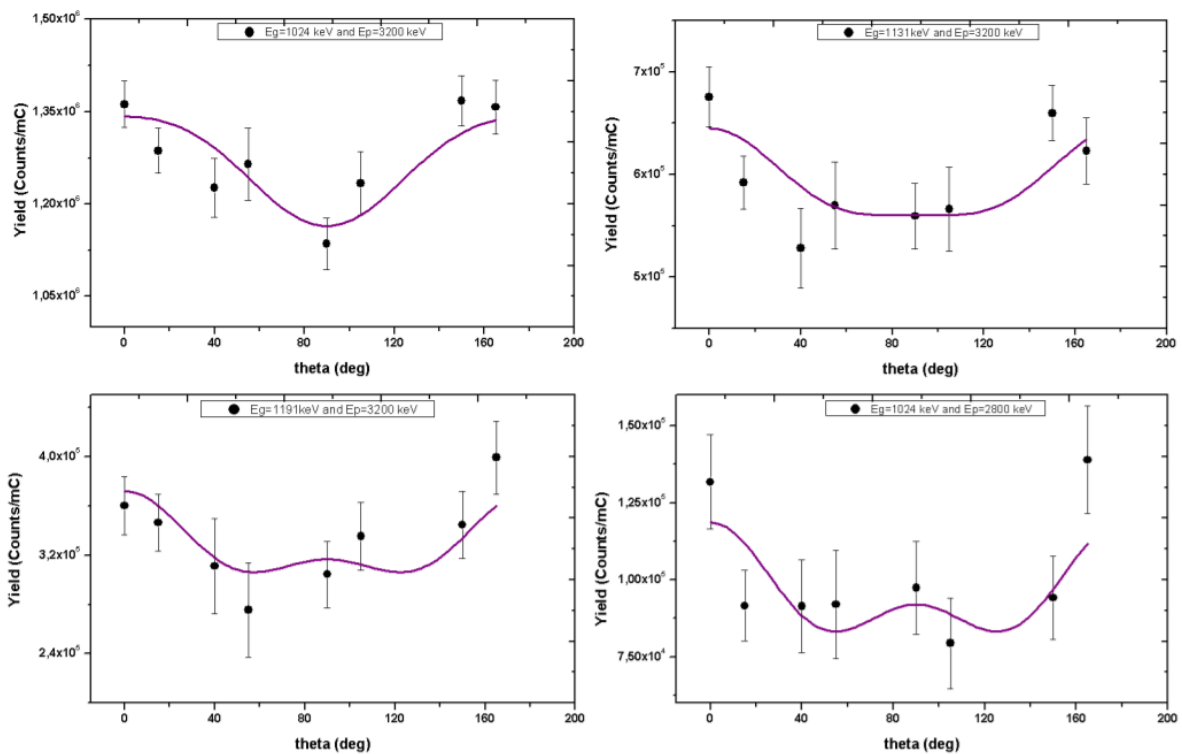 Eg=1024 keV and Ep=3200 keV
Yield (Counts/mC)
1,50x10⁶
1,35x10⁶
1,20x10⁶
1,05x10⁶
0 40 80 120 160 200
theta (deg)
Eg=1131keV and Ep=3200 keV
Yield (Counts/mC)
7x10⁵
6x10⁵
5x10⁵
0 40 80 120 160 200
theta (deg)
Eg=1191keV and Ep=3200 keV
Yield (Counts/mC)
4,0x10⁵
3,2x10⁵
2,4x10⁵
0 40 80 120 160 200
theta (deg)
Eg=1024 keV and Ep=2800 keV
Yield (Counts/mC)
1,50x10⁵
1,25x10⁵
1,00x10⁵
7,50x10⁴
0 40 80 120 160 200
theta (deg)